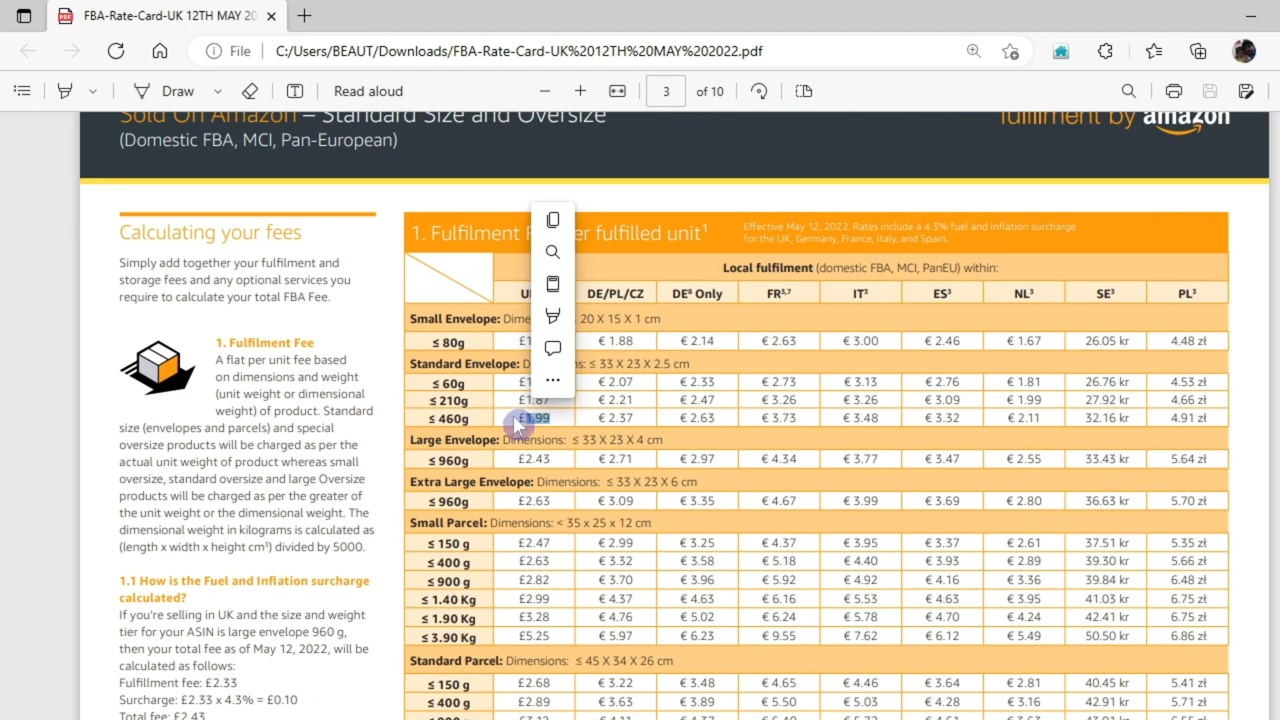 FBA-Rate-Card-UK 12TH MAY 20
File
C:/Users/BEAUT/Downloads/FBA-Rate-Card-UK%2012TH%20MAY%202022.pdf
Draw
Read aloud
3
of 10
Sold On Amazon – Standard Size and Oversize
(Domestic FBA, MCI, Pan-European)
fulfilment by amazon
Calculating your fees
Simply add together your fulfilment and
storage fees and any optional services you
require to calculate your total FBA Fee.
1. Fulfilment Fee
A flat per unit fee based
on dimensions and weight
(unit weight or dimensional
weight) of product. Standard
size (envelopes and parcels) and special
oversize products will be charged as per the
actual unit weight of product whereas small
oversize, standard oversize and large Oversize
products will be charged as per the greater of
the unit weight or the dimensional weight. The
dimensional weight in kilograms is calculated as
(length x width x height cm³) divided by 5000.
1.1 How is the Fuel and Inflation surcharge
calculated?
If you're selling in UK and the size and weight
tier for your ASIN is large envelope 960 g,
then your total fee as of May 12, 2022, will be
calculated as follows:
Fulfillment fee: £2.33
Surcharge: £2.33 x 4.3% = £0.10
Total fee: £2.43
1. Fulfilment F er fulfilled unit¹
Effective May 12, 2022. Rates include a 4.3% fuel and inflation surcharge
for the UK, Germany, France, Italy, and Spain.
Local fulfilment (domestic FBA, MCI, PanEU) within:
U DE/PL/CZ DE⁸ Only FR³,⁷ IT³ ES³ NL³ SE³ PL³
Small Envelope: Dime ≤ 20 X 15 X 1 cm
≤ 80g £1 € 1.88 € 2.14 € 2.63 € 3.00 € 2.46 € 1.67 26.05 kr 4.48 zł
Standard Envelope: D ns: ≤ 33 X 23 X 2.5 cm
≤ 60g £1 € 2.07 € 2.33 € 2.73 € 3.13 € 2.76 € 1.81 26.76 kr 4.53 zł
≤ 210g £1.87 € 2.21 € 2.47 € 3.26 € 3.26 € 3.09 € 1.99 27.92 kr 4.66 zł
≤ 460g £1.99 € 2.37 € 2.63 € 3.73 € 3.48 € 3.32 € 2.11 32.16 kr 4.91 zł
Large Envelope: Dimensions: ≤ 33 X 23 X 4 cm
≤ 960g £2.43 € 2.71 € 2.97 € 4.34 € 3.77 € 3.47 € 2.55 33.43 kr 5.64 zł
Extra Large Envelope: Dimensions: ≤ 33 X 23 X 6 cm
≤ 960g £2.63 € 3.09 € 3.35 € 4.67 € 3.99 € 3.69 € 2.80 36.63 kr 5.70 zł
Small Parcel: Dimensions: < 35 x 25 x 12 cm
≤ 150 g £2.47 € 2.99 € 3.25 € 4.37 € 3.95 € 3.37 € 2.61 37.51 kr 5.35 zł
≤ 400 g £2.63 € 3.32 € 3.58 € 5.18 € 4.40 € 3.93 € 2.89 39.30 kr 5.66 zł
≤ 900 g £2.82 € 3.70 € 3.96 € 5.92 € 4.92 € 4.16 € 3.36 39.84 kr 6.48 zł
≤ 1.40 Kg £2.99 € 4.37 € 4.63 € 6.16 € 5.53 € 4.63 € 3.95 41.03 kr 6.75 zł
≤ 1.90 Kg £3.28 € 4.76 € 5.02 € 6.24 € 5.78 € 4.70 € 4.24 42.41 kr 6.75 zł
≤ 3.90 Kg £5.25 € 5.97 € 6.23 € 9.55 € 7.62 € 6.12 € 5.49 50.50 kr 6.86 zł
Standard Parcel: Dimensions: ≤ 45 X 34 X 26 cm
≤ 150 g £2.68 € 3.22 € 3.48 € 4.65 € 4.46 € 3.64 € 2.81 40.45 kr 5.41 zł
≤ 400 g £2.89 € 3.63 € 3.89 € 5.50 € 5.03 € 4.28 € 3.16 42.91 kr 5.71 zł